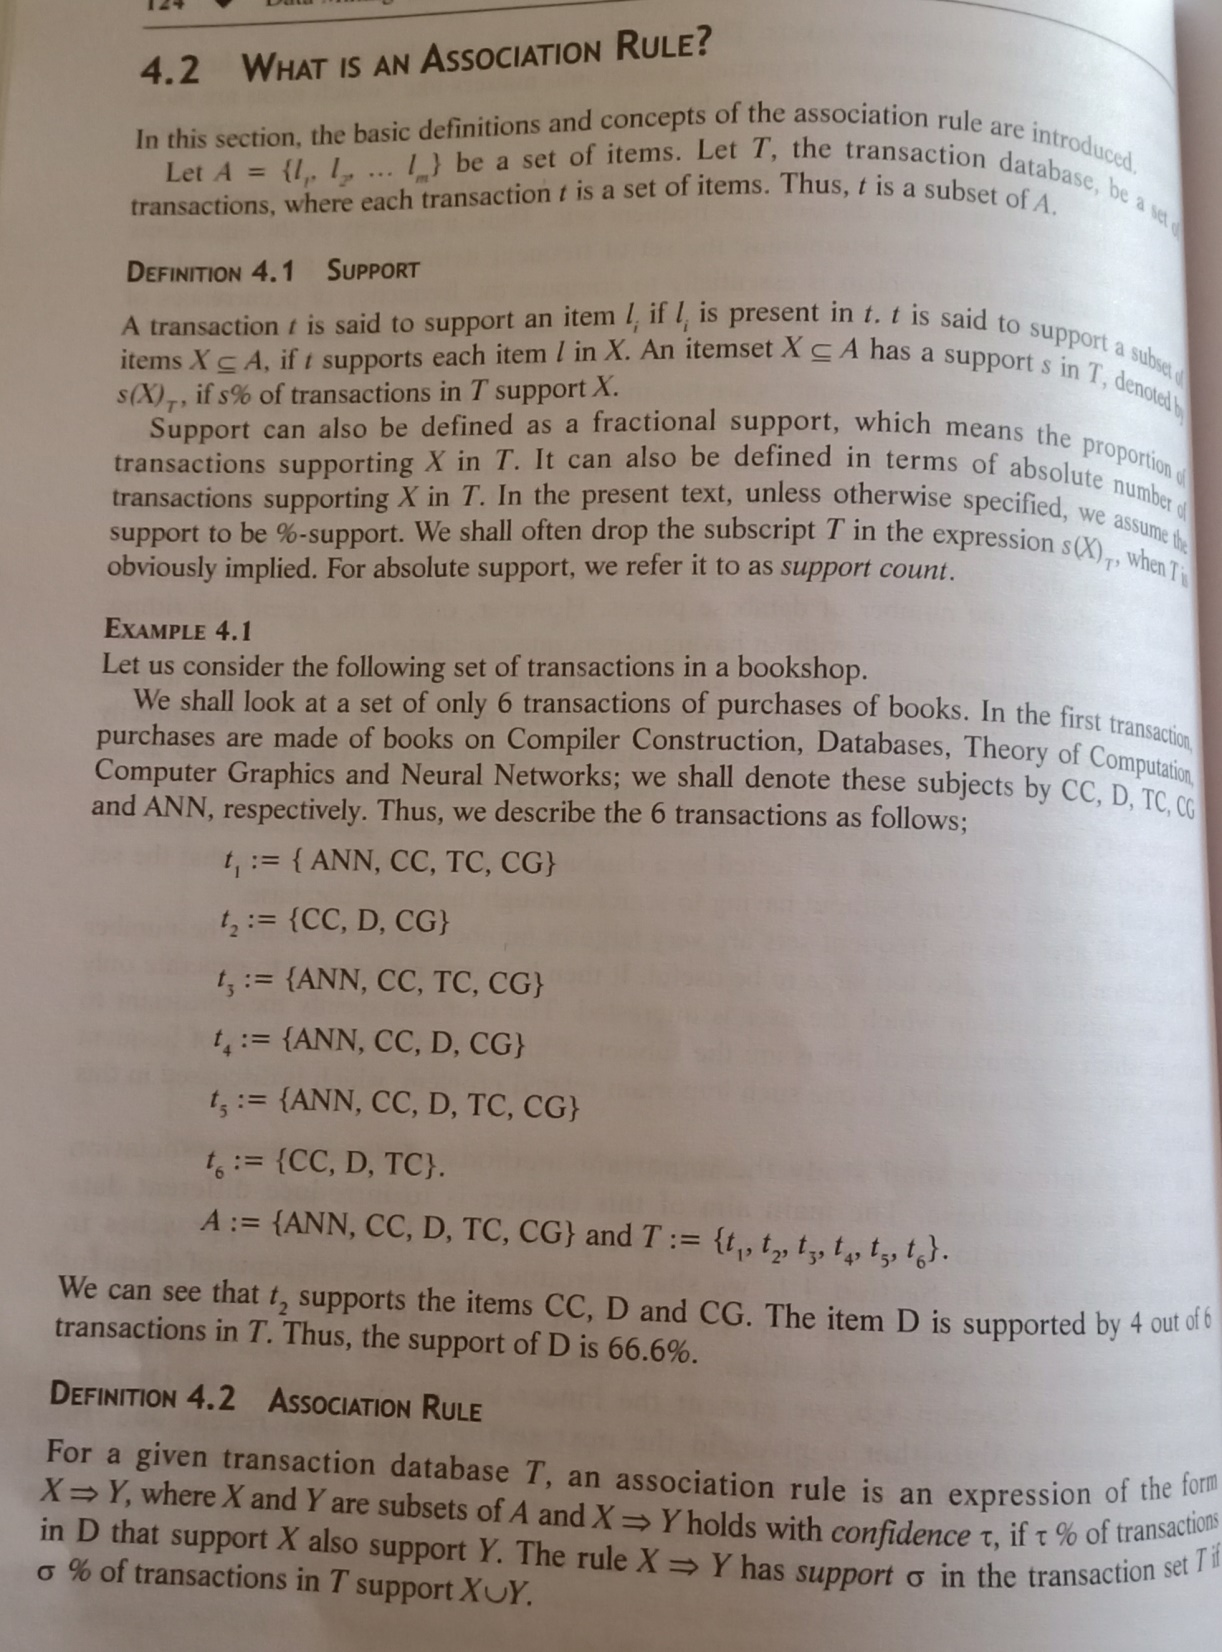 124
4.2 WHAT IS AN ASSOCIATION RULE?
In this section, the basic definitions and concepts of the association rule are introduced.
Let A = {l₁, l₂, ... lₘ} be a set of items. Let T, the transaction database, be a set of
transactions, where each transaction t is a set of items. Thus, t is a subset of A.
DEFINITION 4.1 SUPPORT
A transaction t is said to support an item lᵢ if lᵢ is present in t. t is said to support a subset of
items X ⊆ A, if t supports each item l in X. An itemset X ⊆ A has a support s in T, denoted by
s(X)_T, if s% of transactions in T support X.
Support can also be defined as a fractional support, which means the proportion of
transactions supporting X in T. It can also be defined in terms of absolute number of
transactions supporting X in T. In the present text, unless otherwise specified, we assume the
support to be %-support. We shall often drop the subscript T in the expression s(X)_T, when T is
obviously implied. For absolute support, we refer it to as support count.
EXAMPLE 4.1
Let us consider the following set of transactions in a bookshop.
We shall look at a set of only 6 transactions of purchases of books. In the first transaction,
purchases are made of books on Compiler Construction, Databases, Theory of Computation,
Computer Graphics and Neural Networks; we shall denote these subjects by CC, D, TC, CG
and ANN, respectively. Thus, we describe the 6 transactions as follows;
t₁ := { ANN, CC, TC, CG}
t₂ := {CC, D, CG}
t₃ := {ANN, CC, TC, CG}
t₄ := {ANN, CC, D, CG}
t₅ := {ANN, CC, D, TC, CG}
t₆ := {CC, D, TC}.
A := {ANN, CC, D, TC, CG} and T := {t₁, t₂, t₃, t₄, t₅, t₆}.
We can see that t₂ supports the items CC, D and CG. The item D is supported by 4 out of 6
transactions in T. Thus, the support of D is 66.6%.
DEFINITION 4.2 ASSOCIATION RULE
For a given transaction database T, an association rule is an expression of the form
X ⇒ Y, where X and Y are subsets of A and X ⇒ Y holds with confidence τ, if τ % of transactions
in D that support X also support Y. The rule X ⇒ Y has support σ in the transaction set T if
σ % of transactions in T support X∪Y.